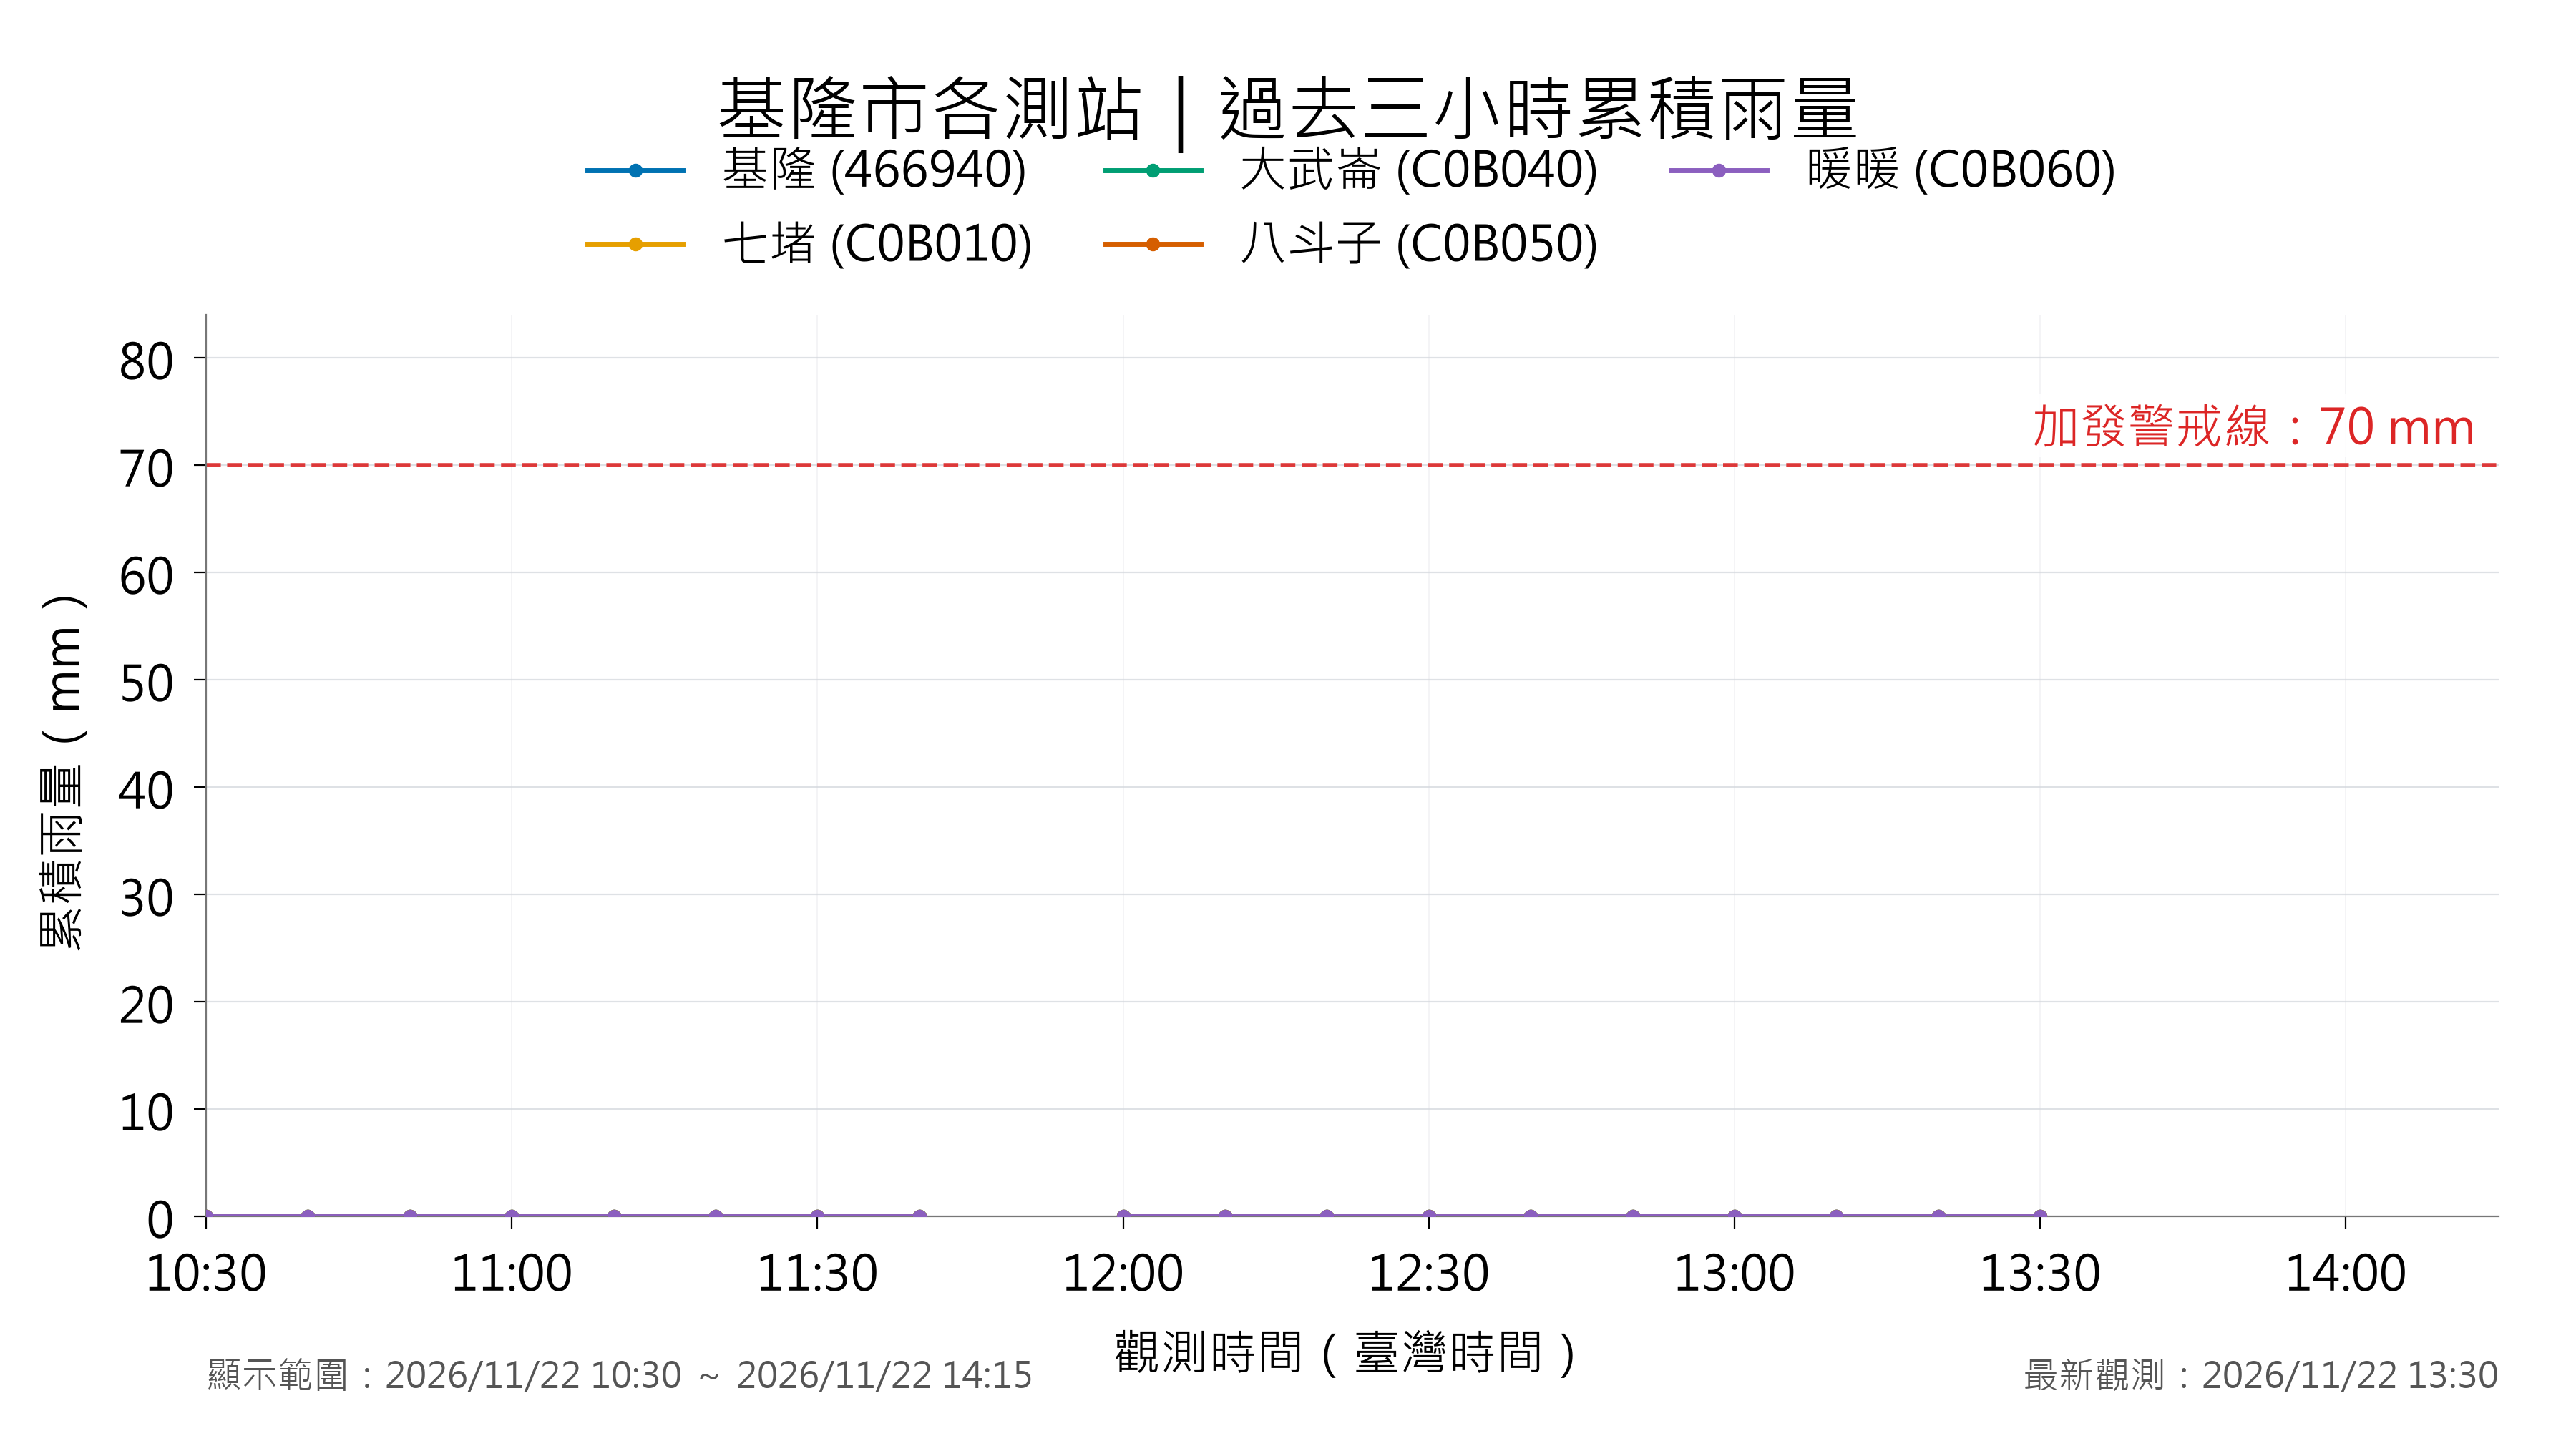 基隆市各測站｜過去三小時累積雨量
基隆 (466940)
大武崙 (C0B040)
暖暖 (C0B060)
七堵 (C0B010)
八斗子 (C0B050)
80
加發警戒線：70 mm
70
60
50
40
30
20
10
0
累積雨量（mm）
10:30
11:00
11:30
12:00
12:30
13:00
13:30
14:00
觀測時間（臺灣時間）
顯示範圍：2026/11/22 10:30 ~ 2026/11/22 14:15
最新觀測：2026/11/22 13:30